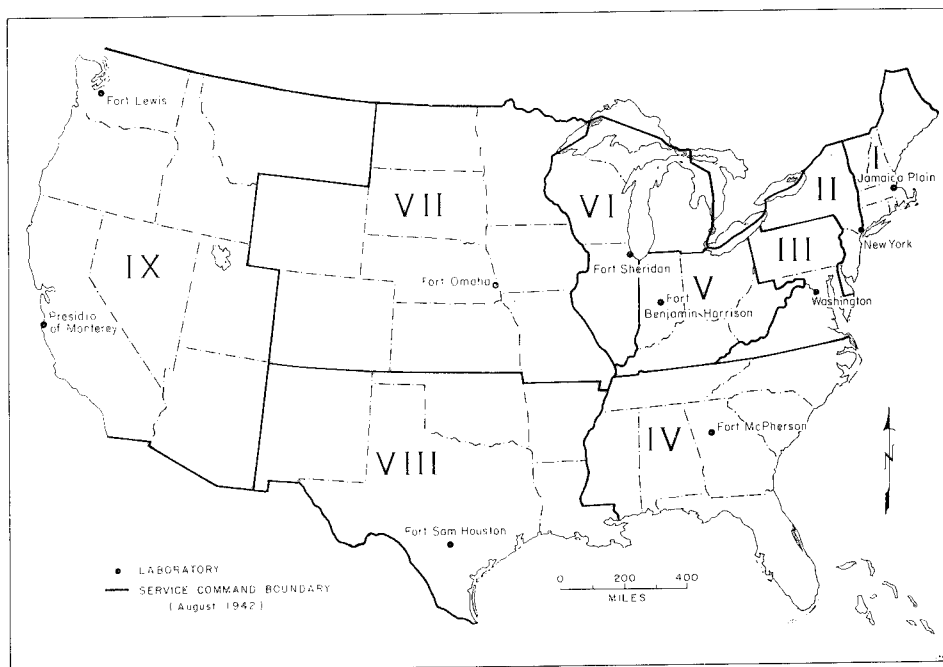 Fort Lewis
I
Jamaica Plain
II
VII
VI
New York
III
IX
Fort Sheridan
Fort Omaha
V
Fort
Benjamin Harrison
Washington
Presidio
of Monterey
Fort McPherson
IV
N
VIII
Fort Sam Houston
LABORATORY
SERVICE COMMAND BOUNDARY
(August 1942)
0 200 400
MILES